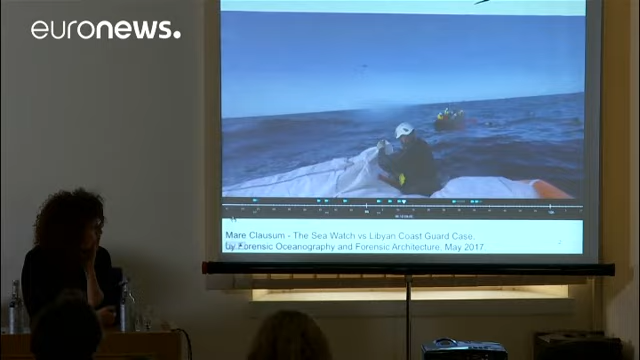 euronews.
Mare Clausum - The Sea Watch vs Libyan Coast Guard Case,
by Forensic Oceanography and Forensic Architecture. May 2017.